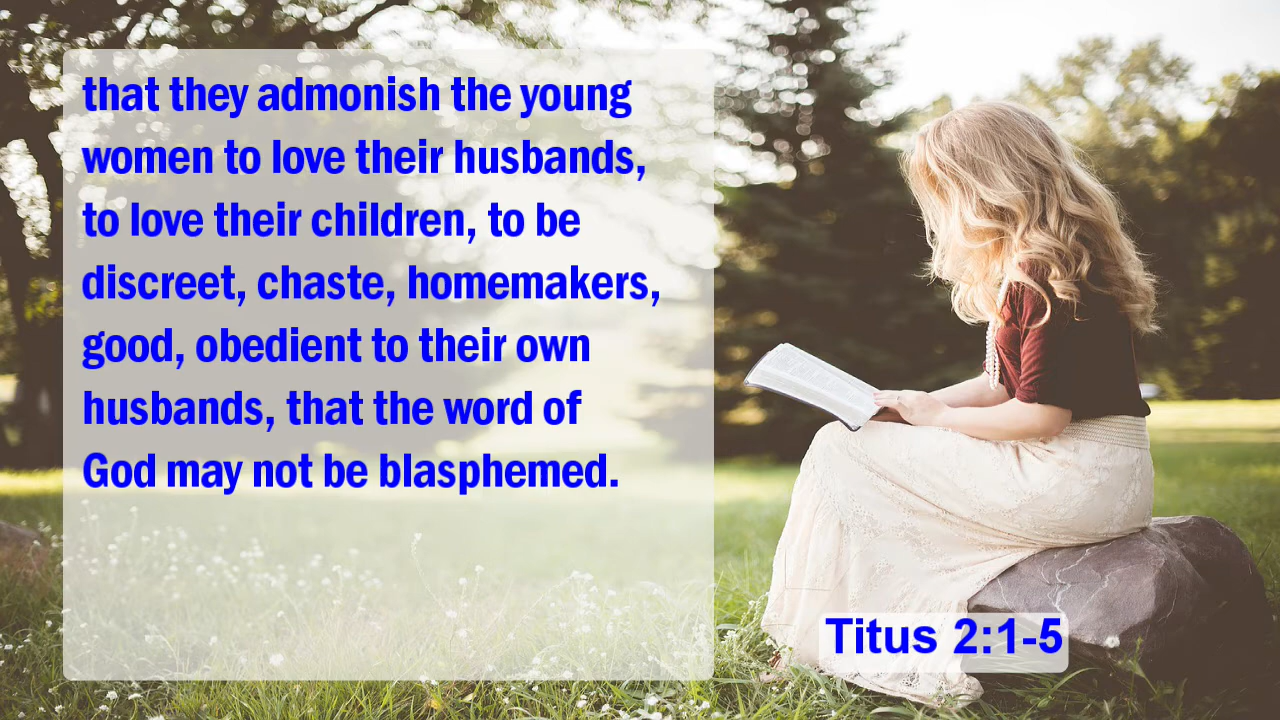 that they admonish the young
women to love their husbands,
to love their children, to be
discreet, chaste, homemakers,
good, obedient to their own
husbands, that the word of
God may not be blasphemed.
Titus 2:1-5